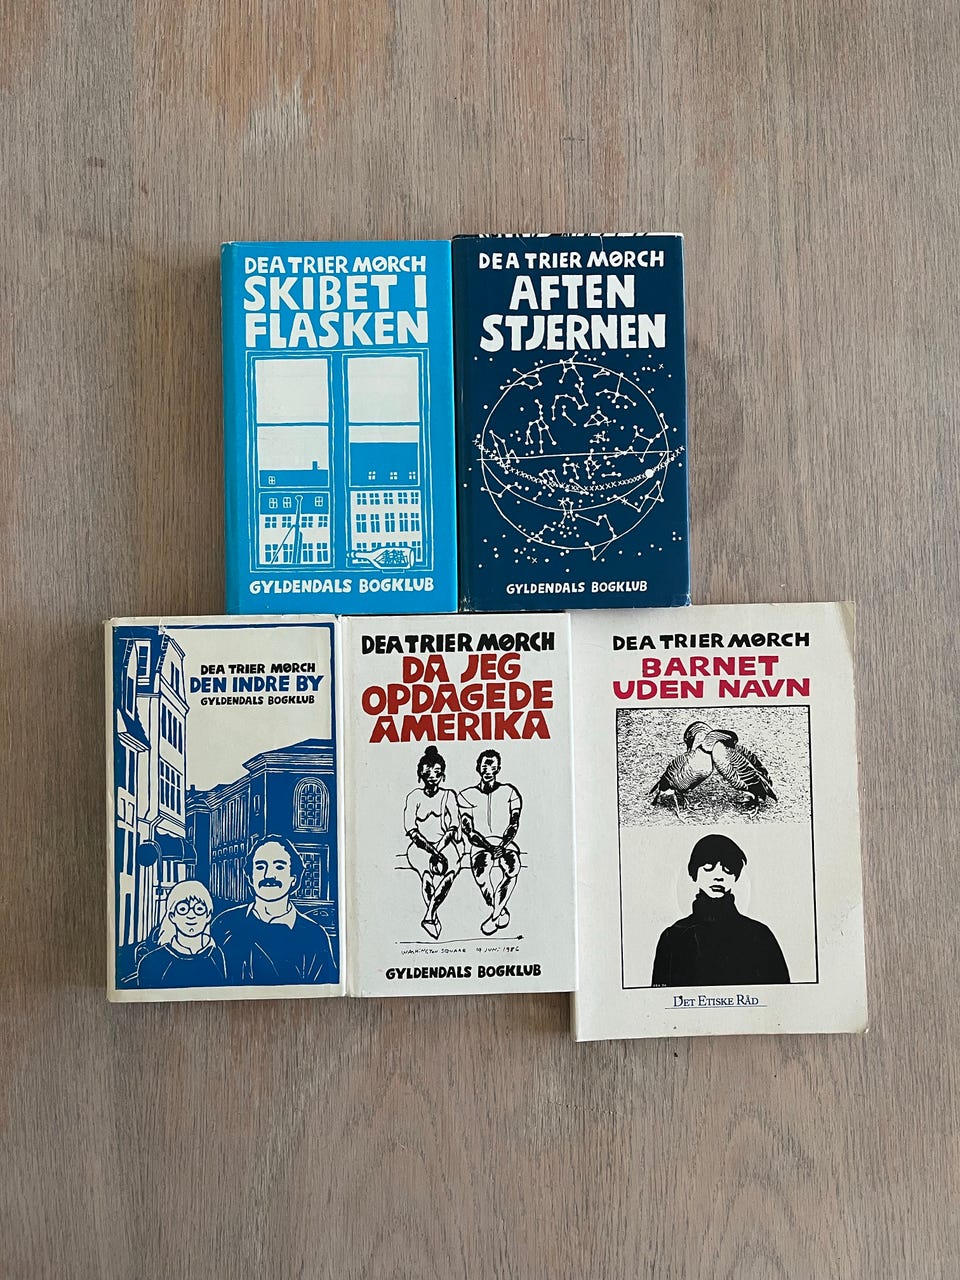 DEA TRIER MØRCH
SKIBET I
FLASKEN
GYLDENDALS BOGKLUB
DEA TRIER MØRCH
AFTEN
STJERNEN
GYLDENDALS BOGKLUB
DEA TRIER MØRCH
DEN INDRE BY
GYLDENDALS BOGKLUB
DEA TRIER MØRCH
DA JEG
OPDAGEDE
AMERIKA
WASHINGTON SQUARE 19 JUNI 1986
GYLDENDALS BOGKLUB
DEA TRIER MØRCH
BARNET
UDEN NAVN
DET ETISKE RÅD